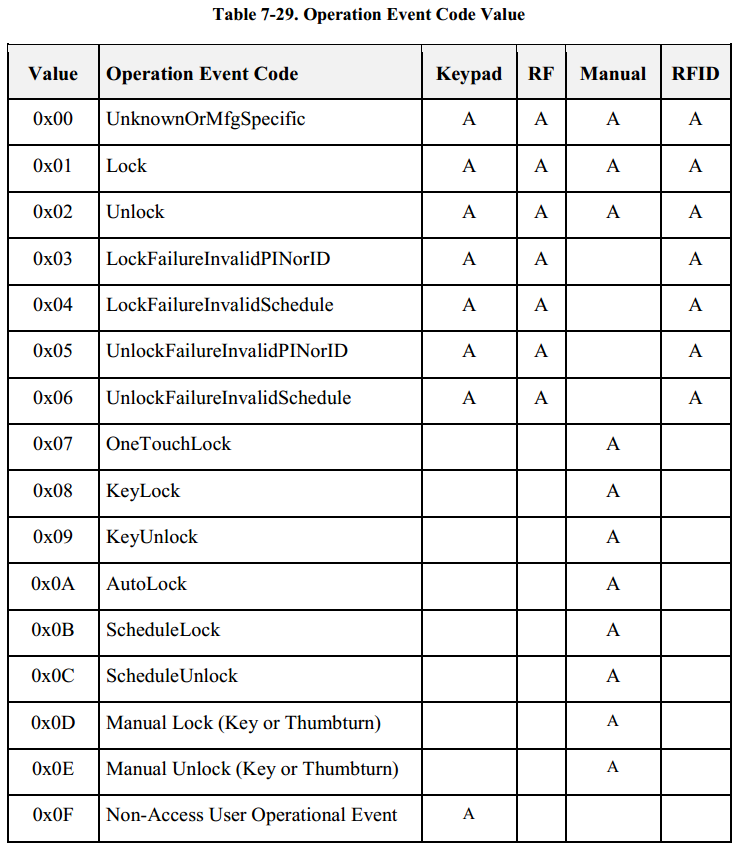 Table 7-29. Operation Event Code Value
Value Operation Event Code Keypad RF Manual RFID
0x00 UnknownOrMfgSpecific A A A A
0x01 Lock A A A A
0x02 Unlock A A A A
0x03 LockFailureInvalidPINorID A A A
0x04 LockFailureInvalidSchedule A A A
0x05 UnlockFailureInvalidPINorID A A A
0x06 UnlockFailureInvalidSchedule A A A
0x07 OneTouchLock A
0x08 KeyLock A
0x09 KeyUnlock A
0x0A AutoLock A
0x0B ScheduleLock A
0x0C ScheduleUnlock A
0x0D Manual Lock (Key or Thumbturn) A
0x0E Manual Unlock (Key or Thumbturn) A
0x0F Non-Access User Operational Event A